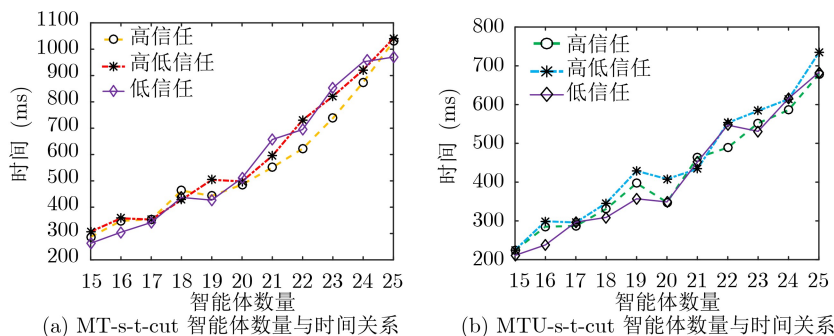 1100
1000
900
800
700
600
500
400
300
200
时间 (ms)
高信任
高低信任
低信任
15 16 17 18 19 20 21 22 23 24 25
智能体数量
(a) MT-s-t-cut 智能体数量与时间关系
800
700
600
500
400
300
200
时间 (ms)
高信任
高低信任
低信任
15 16 17 18 19 20 21 22 23 24 25
智能体数量
(b) MTU-s-t-cut 智能体数量与时间关系